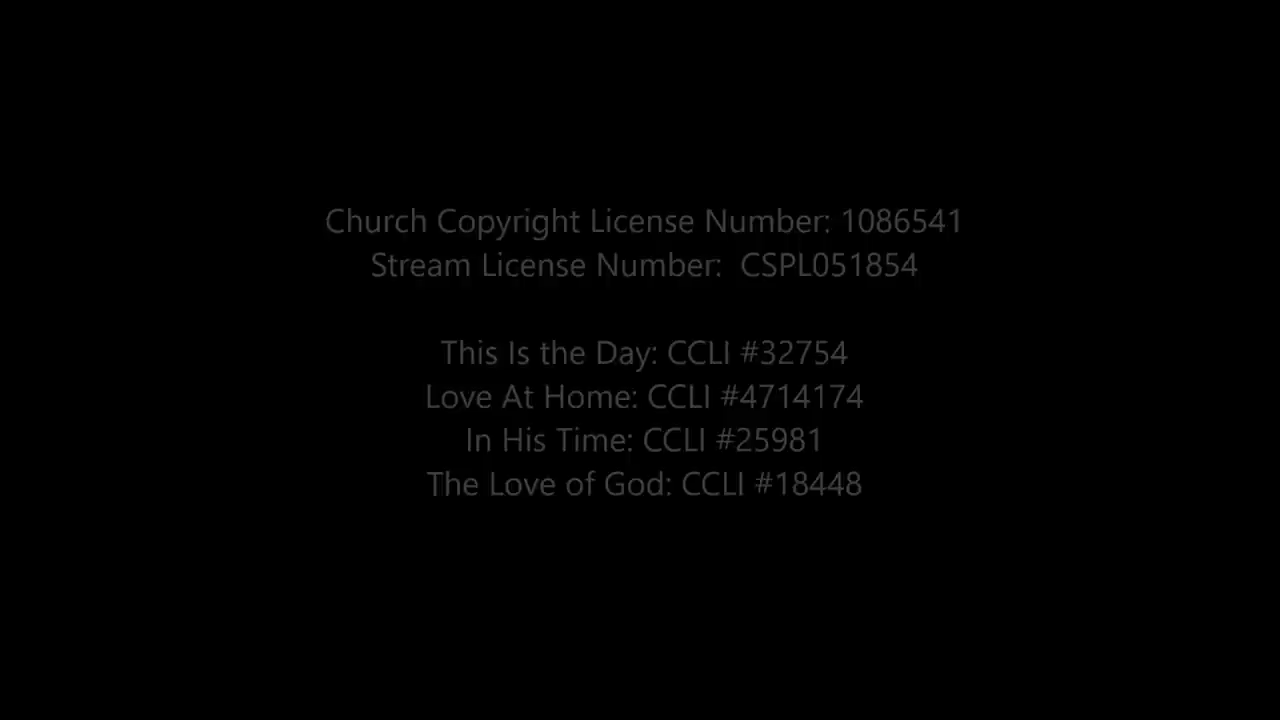 Church Copyright License Number: 1086541
Stream License Number:  CSPL051854
This Is the Day: CCLI #32754
Love At Home: CCLI #4714174
In His Time: CCLI #25981
The Love of God: CCLI #18448